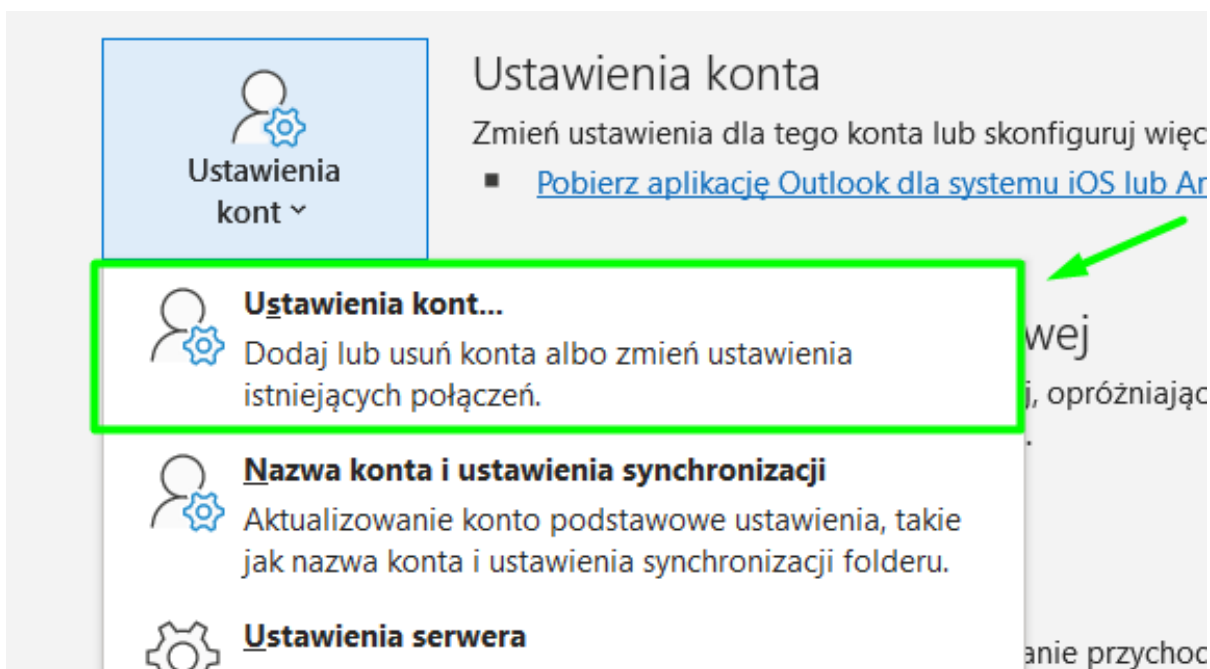 Ustawienia konta
Zmień ustawienia dla tego konta lub skonfiguruj więc
Pobierz aplikację Outlook dla systemu iOS lub Ar
Ustawienia
kont
Ustawienia kont...
Dodaj lub usuń konta albo zmień ustawienia
istniejących połączeń.
wej
j, opróżniając
.
Nazwa konta i ustawienia synchronizacji
Aktualizowanie konto podstawowe ustawienia, takie
jak nazwa konta i ustawienia synchronizacji folderu.
Ustawienia serwera
anie przychoc